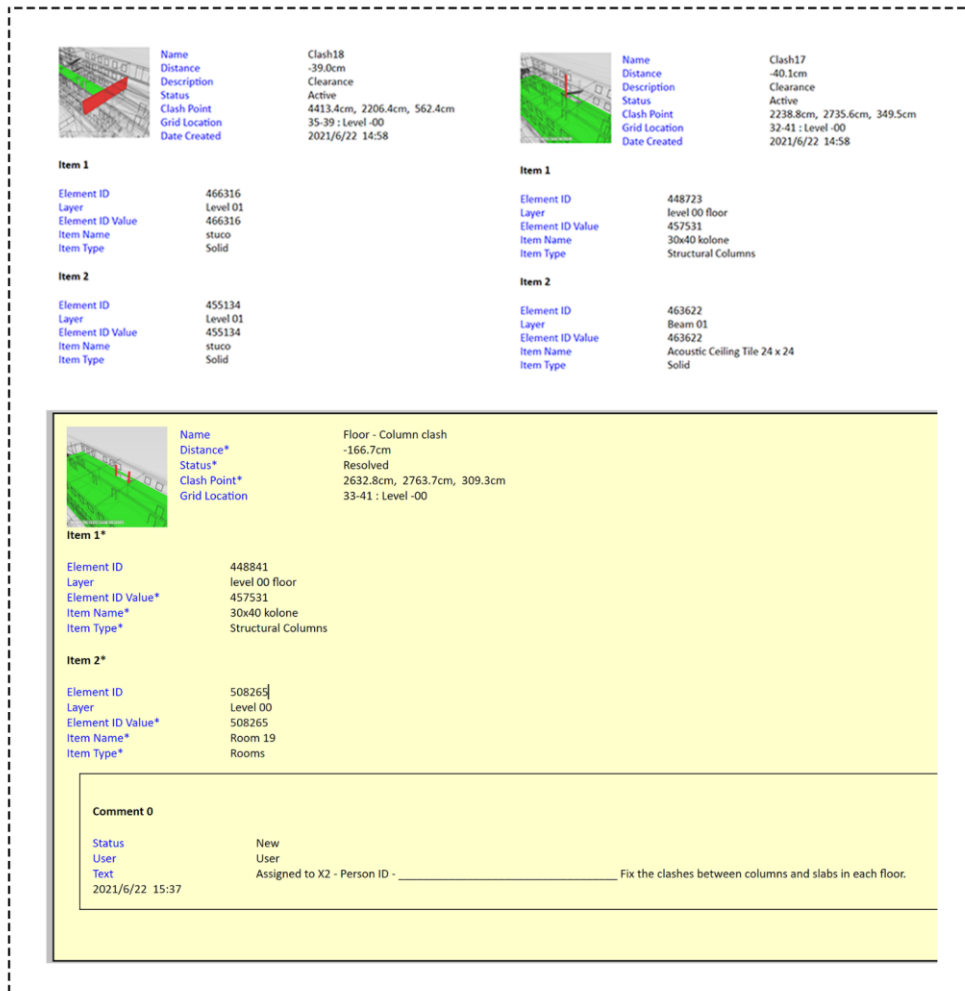 Name Clash18
Distance -39.0cm
Description Clearance
Status Active
Clash Point 4413.4cm, 2206.4cm, 562.4cm
Grid Location 35-39 : Level -00
Date Created 2021/6/22 14:58
Item 1
Element ID 466316
Layer Level 01
Element ID Value 466316
Item Name stuco
Item Type Solid
Item 2
Element ID 455134
Layer Level 01
Element ID Value 455134
Item Name stuco
Item Type Solid
Name Clash17
Distance -40.1cm
Description Clearance
Status Active
Clash Point 2238.8cm, 2735.6cm, 349.5cm
Grid Location 32-41 : Level -00
Date Created 2021/6/22 14:58
Item 1
Element ID 448723
Layer level 00 floor
Element ID Value 457531
Item Name 30x40 kolone
Item Type Structural Columns
Item 2
Element ID 463622
Layer Beam 01
Element ID Value 463622
Item Name Acoustic Ceiling Tile 24 x 24
Item Type Solid
Name Floor - Column clash
Distance* -166.7cm
Status* Resolved
Clash Point* 2632.8cm, 2763.7cm, 309.3cm
Grid Location 33-41 : Level -00
Item 1*
Element ID 448841
Layer level 00 floor
Element ID Value* 457531
Item Name* 30x40 kolone
Item Type* Structural Columns
Item 2*
Element ID 508265
Layer Level 00
Element ID Value* 508265
Item Name* Room 19
Item Type* Rooms
Comment 0
Status New
User User
Text Assigned to X2 - Person ID - ____________________________________ Fix the clashes between columns and slabs in each floor.
2021/6/22 15:37